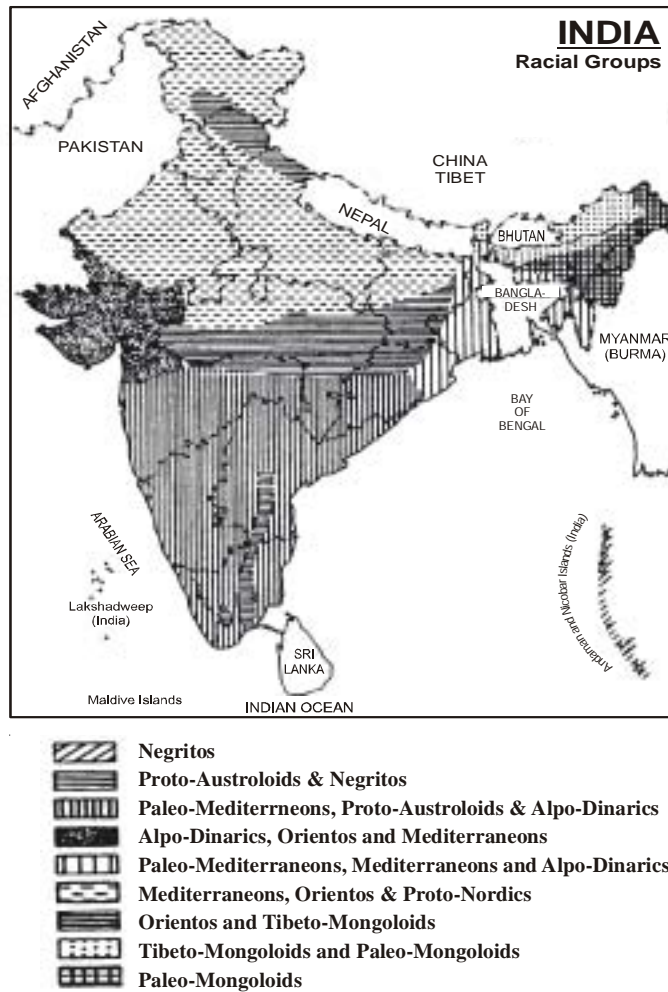 INDIA
Racial Groups
AFGHANISTAN
PAKISTAN
CHINA
TIBET
NEPAL
BHUTAN
BANGLA-
DESH
MYANMAR
(BURMA)
BAY
OF
BENGAL
ARABIAN SEA
Lakshadweep
(India)
Andaman and Nicobar Islands (India)
SRI
LANKA
Maldive Islands
INDIAN OCEAN
Negritos
Proto-Austroloids & Negritos
Paleo-Mediterrneons, Proto-Austroloids & Alpo-Dinarics
Alpo-Dinarics, Orientos and Mediterraneons
Paleo-Mediterraneons, Mediterraneons and Alpo-Dinarics
Mediterraneons, Orientos & Proto-Nordics
Orientos and Tibeto-Mongoloids
Tibeto-Mongoloids and Paleo-Mongoloids
Paleo-Mongoloids